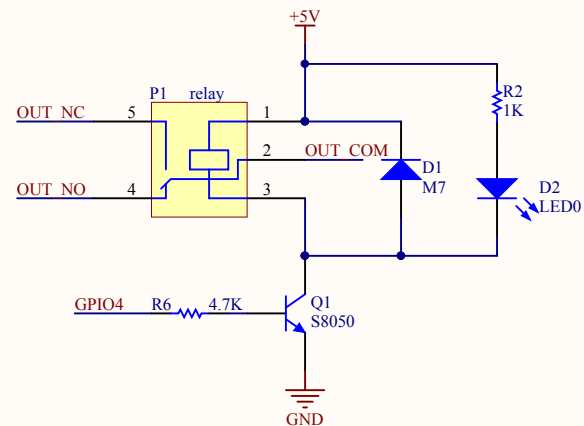 +5V
P1 relay
R2
1K
OUT_NC 5 1
2 OUT_COM
D1
M7
D2
LED0
OUT_NO 4 3
GPIO4 R6 4.7K
Q1
S8050
GND